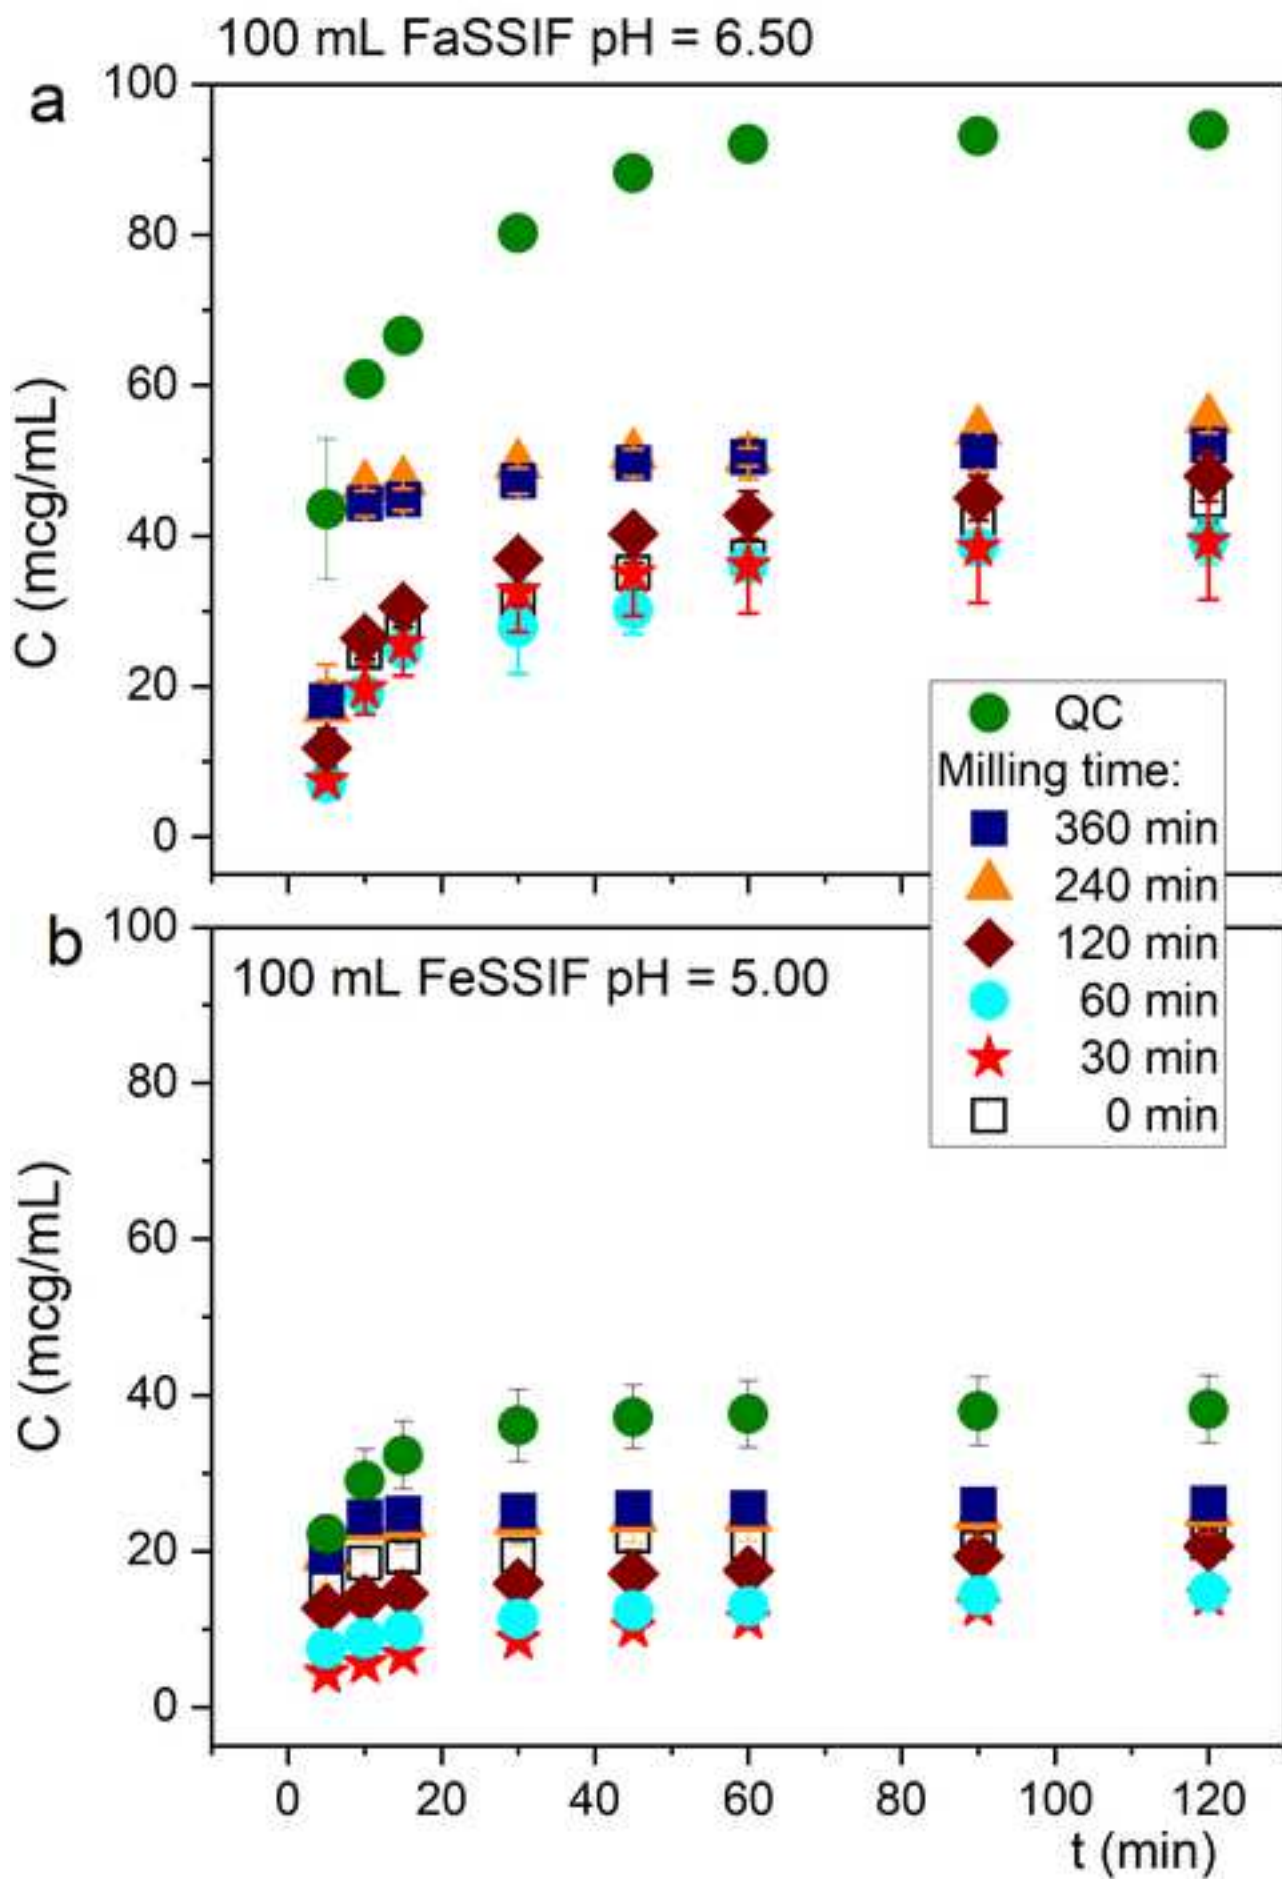 100 mL FaSSIF pH = 6.50
a
100
80
60
40
20
0
C (mcg/mL)
QC
Milling time:
360 min
240 min
120 min
60 min
30 min
0 min
b
100 mL FeSSIF pH = 5.00
100
80
60
40
20
0
C (mcg/mL)
0 20 40 60 80 100 120
t (min)